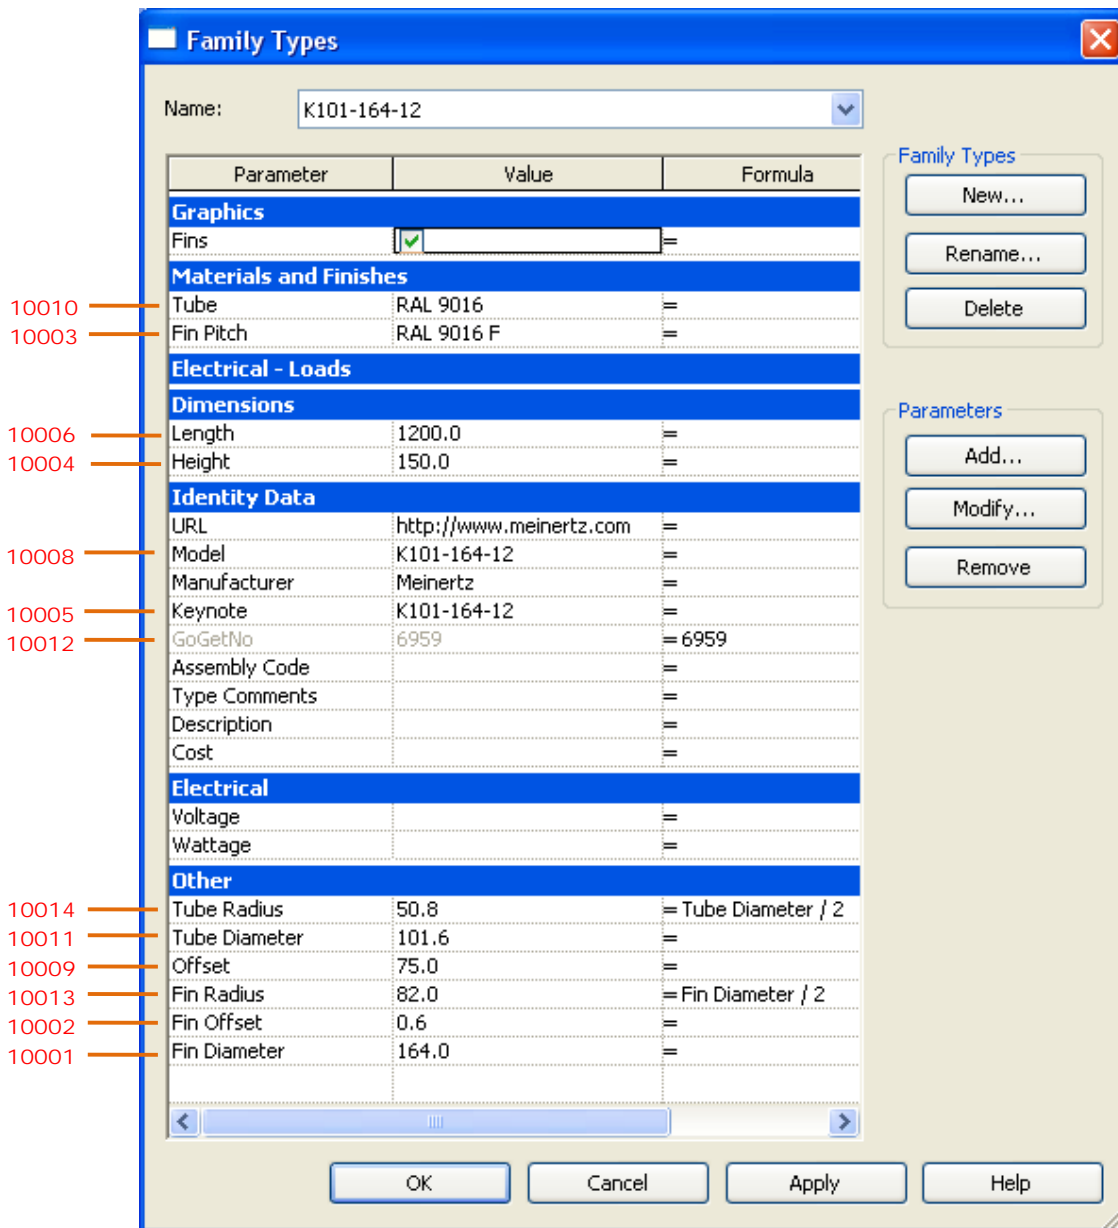 Family Types
Name: K101-164-12
Parameter Value Formula
Graphics
Fins =
Materials and Finishes
10010 Tube RAL 9016 =
10003 Fin Pitch RAL 9016 F =
Electrical - Loads
Dimensions
10006 Length 1200.0 =
10004 Height 150.0 =
Identity Data
URL http://www.meinertz.com =
10008 Model K101-164-12 =
Manufacturer Meinertz =
10005 Keynote K101-164-12 =
10012 GoGetNo 6959 = 6959
Assembly Code =
Type Comments =
Description =
Cost =
Electrical
Voltage =
Wattage =
Other
10014 Tube Radius 50.8 = Tube Diameter / 2
10011 Tube Diameter 101.6 =
10009 Offset 75.0 =
10013 Fin Radius 82.0 = Fin Diameter / 2
10002 Fin Offset 0.6 =
10001 Fin Diameter 164.0 =
Family Types
New...
Rename...
Delete
Parameters
Add...
Modify...
Remove
OK Cancel Apply Help